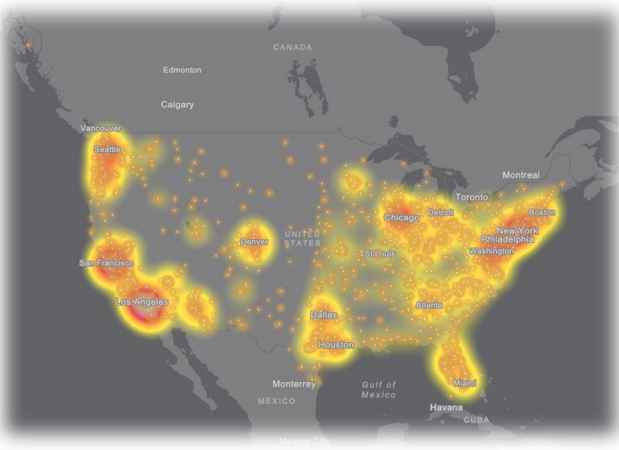 CANADA
Edmonton
Calgary
Vancouver
Seattle
Montreal
Toronto
Boston
Chicago
Detroit
New York
Philadelphia
UNITED
STATES
Denver
Washington
St Louis
San Francisco
Los Angeles
Atlanta
Dallas
Houston
Monterrey
Gulf of
Mexico
Miami
MÉXICO
Havana
CUBA
Mexico City